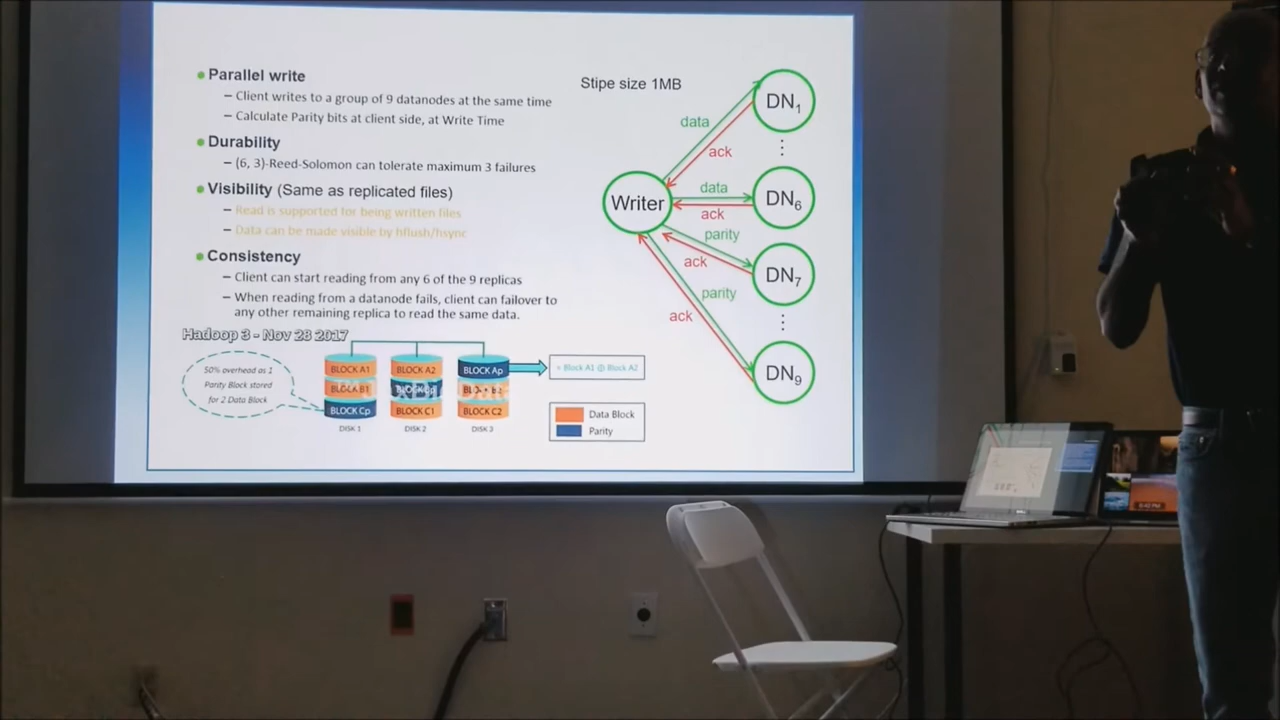 Parallel write
– Client writes to a group of 9 datanodes at the same time
– Calculate Parity bits at client side, at Write Time
Durability
– (6, 3)-Reed-Solomon can tolerate maximum 3 failures
Visibility (Same as replicated files)
– Read is supported for being written files
– Data can be made visible by hflush/hsync
Consistency
– Client can start reading from any 6 of the 9 replicas
– When reading from a datanode fails, client can failover to
any other remaining replica to read the same data.
Stipe size 1MB
Writer
data
ack
DN1
data
ack
DN6
parity
ack
DN7
parity
ack
DN9
Hadoop 3 - Nov 28 2017
50% overhead as 1
Parity Block stored
for 2 Data Block
BLOCK A1
BLOCK B1
BLOCK Cp
DISK 1
BLOCK A2
BLOCK C1
DISK 2
BLOCK Ap
BLOCK C2
DISK 3
= Block A1 @ Block A2
Data Block
Parity